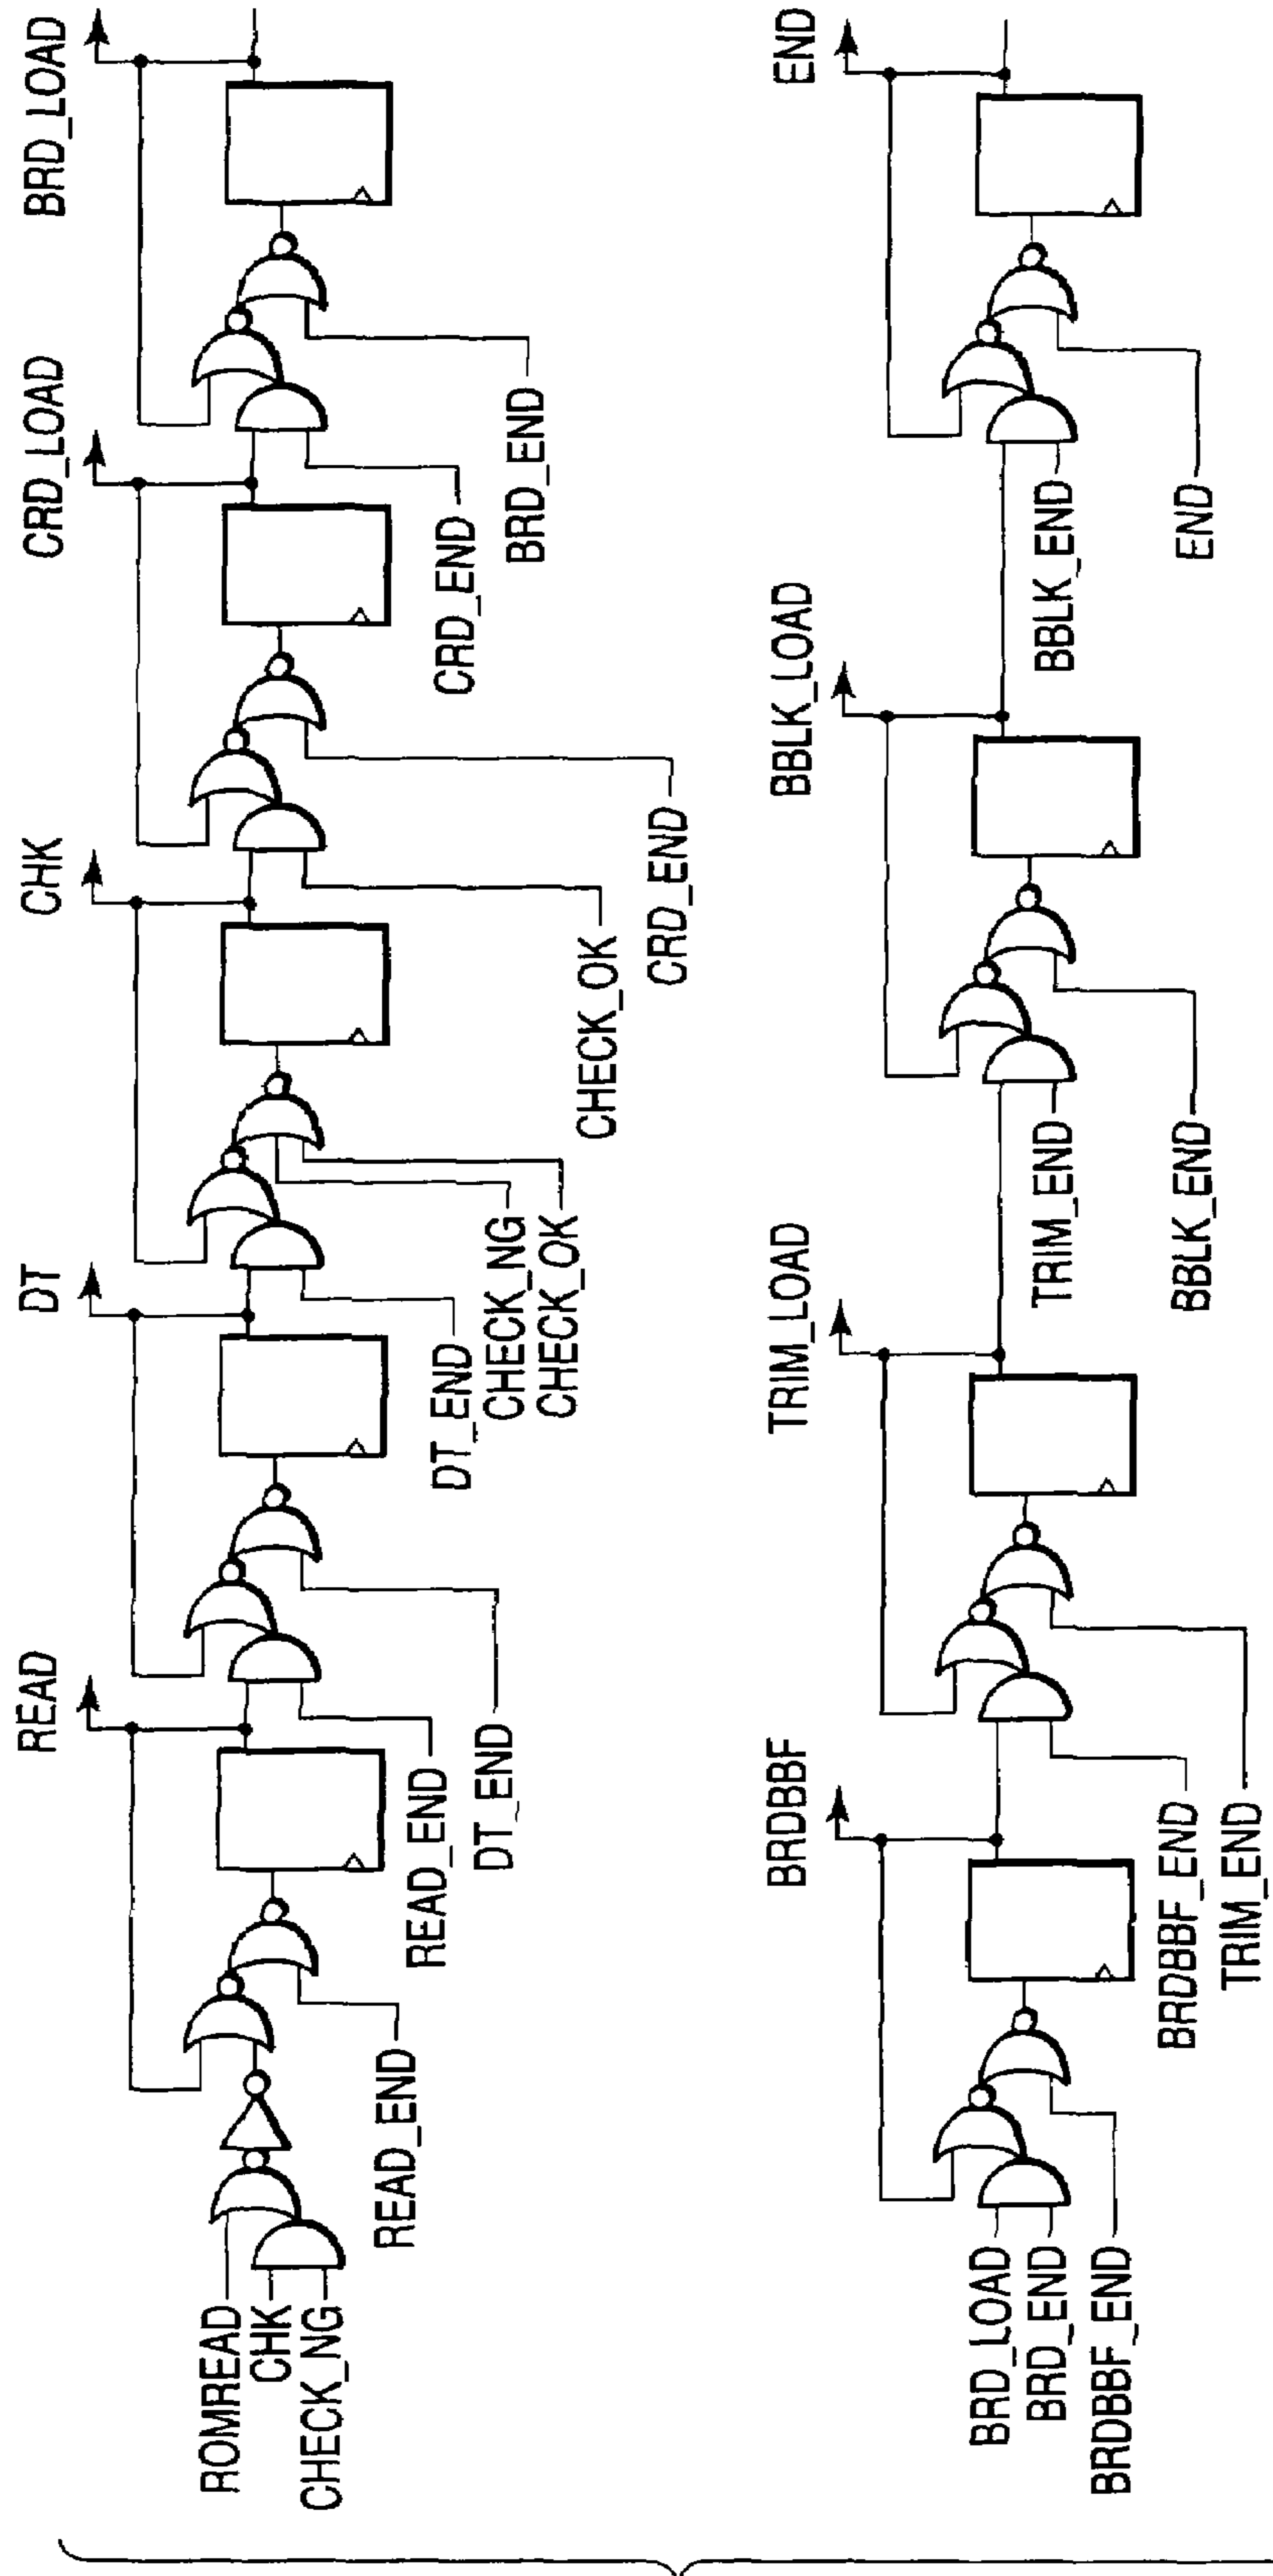 READ
DT
CHK
CRD_LOAD
BRD_LOAD
ROMREAD
CHK
CHECK_NG
READ_END
READ_END
DT_END
DT_END
CHECK_NG
CHECK_OK
CHECK_OK
CRD_END
CRD_END
BRD_END
BRDBBF
TRIM_LOAD
BBLK_LOAD
END
BRD_LOAD
BRD_END
BRDBBF_END
BRDBBF_END
TRIM_END
TRIM_END
BBLK_END
BBLK_END
END